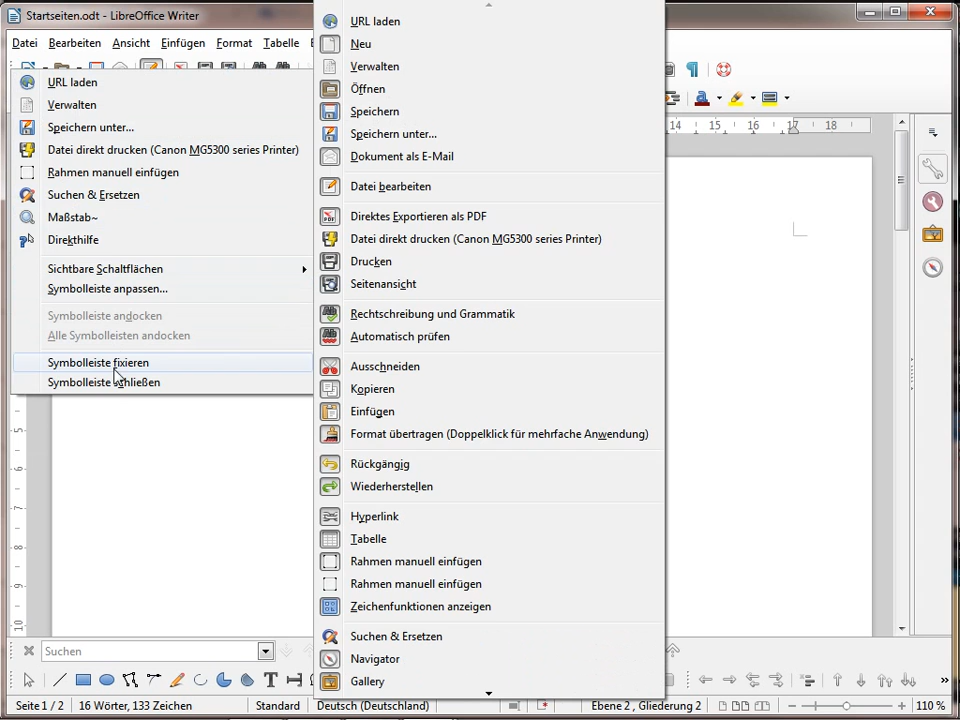 Startseiten.odt - LibreOffice Writer
Datei Bearbeiten Ansicht Einfügen Format Tabelle
URL laden
Verwalten
Speichern unter...
Datei direkt drucken (Canon MG5300 series Printer)
Rahmen manuell einfügen
Suchen & Ersetzen
Maßstab~
Direkthilfe
Sichtbare Schaltflächen
Symbolleiste anpassen...
Symbolleiste andocken
Alle Symbolleisten andocken
Symbolleiste fixieren
Symbolleiste schließen
URL laden
Neu
Verwalten
Öffnen
Speichern
Speichern unter...
Dokument als E-Mail
Datei bearbeiten
Direktes Exportieren als PDF
Datei direkt drucken (Canon MG5300 series Printer)
Drucken
Seitenansicht
Rechtschreibung und Grammatik
Automatisch prüfen
Ausschneiden
Kopieren
Einfügen
Format übertragen (Doppelklick für mehrfache Anwendung)
Rückgängig
Wiederherstellen
Hyperlink
Tabelle
Rahmen manuell einfügen
Rahmen manuell einfügen
Zeichenfunktionen anzeigen
Suchen & Ersetzen
Navigator
Gallery
14 15 16 17 18
5
6
7
8
9
10
Suchen
Seite 1 / 2 16 Wörter, 133 Zeichen Standard Deutsch (Deutschland) Ebene 2 , Gliederung 2 110 %